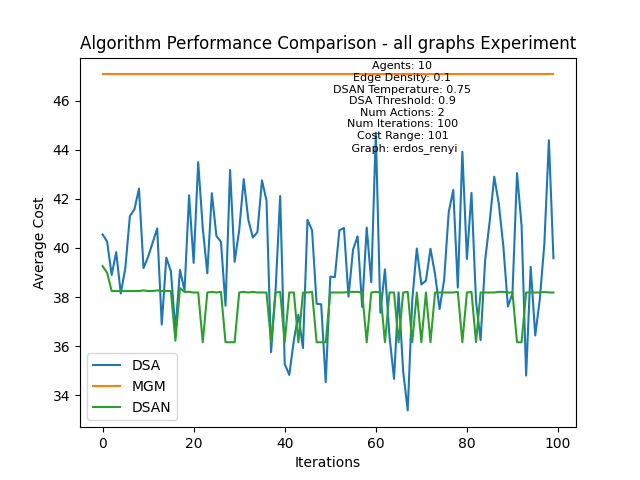 Algorithm Performance Comparison - all graphs Experiment
Agents: 10
Edge Density: 0.1
DSAN Temperature: 0.75
DSA Threshold: 0.9
Num Actions: 2
Num Iterations: 100
Cost Range: 101
Graph: erdos_renyi
Average Cost
46
44
42
40
38
36
34
DSA
MGM
DSAN
0 20 40 60 80 100
Iterations